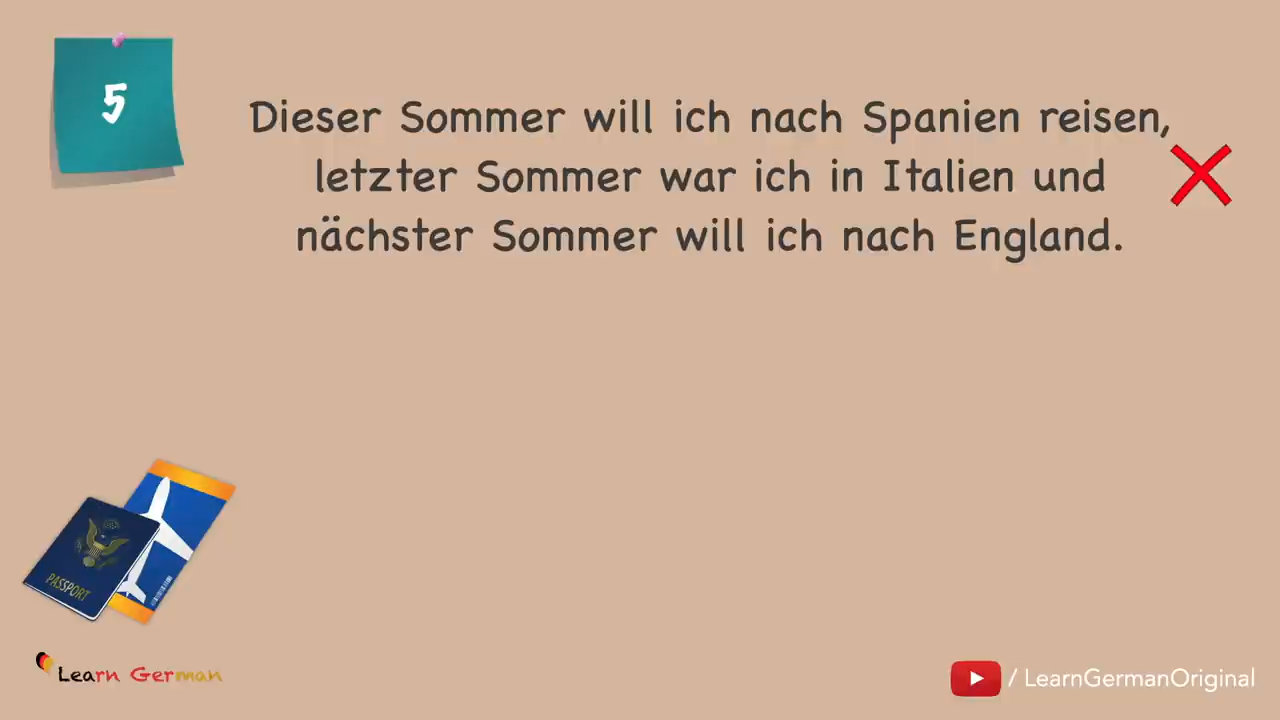 5
Dieser Sommer will ich nach Spanien reisen,
letzter Sommer war ich in Italien und
nächster Sommer will ich nach England.
PASSPORT
Learn German
/ LearnGermanOriginal